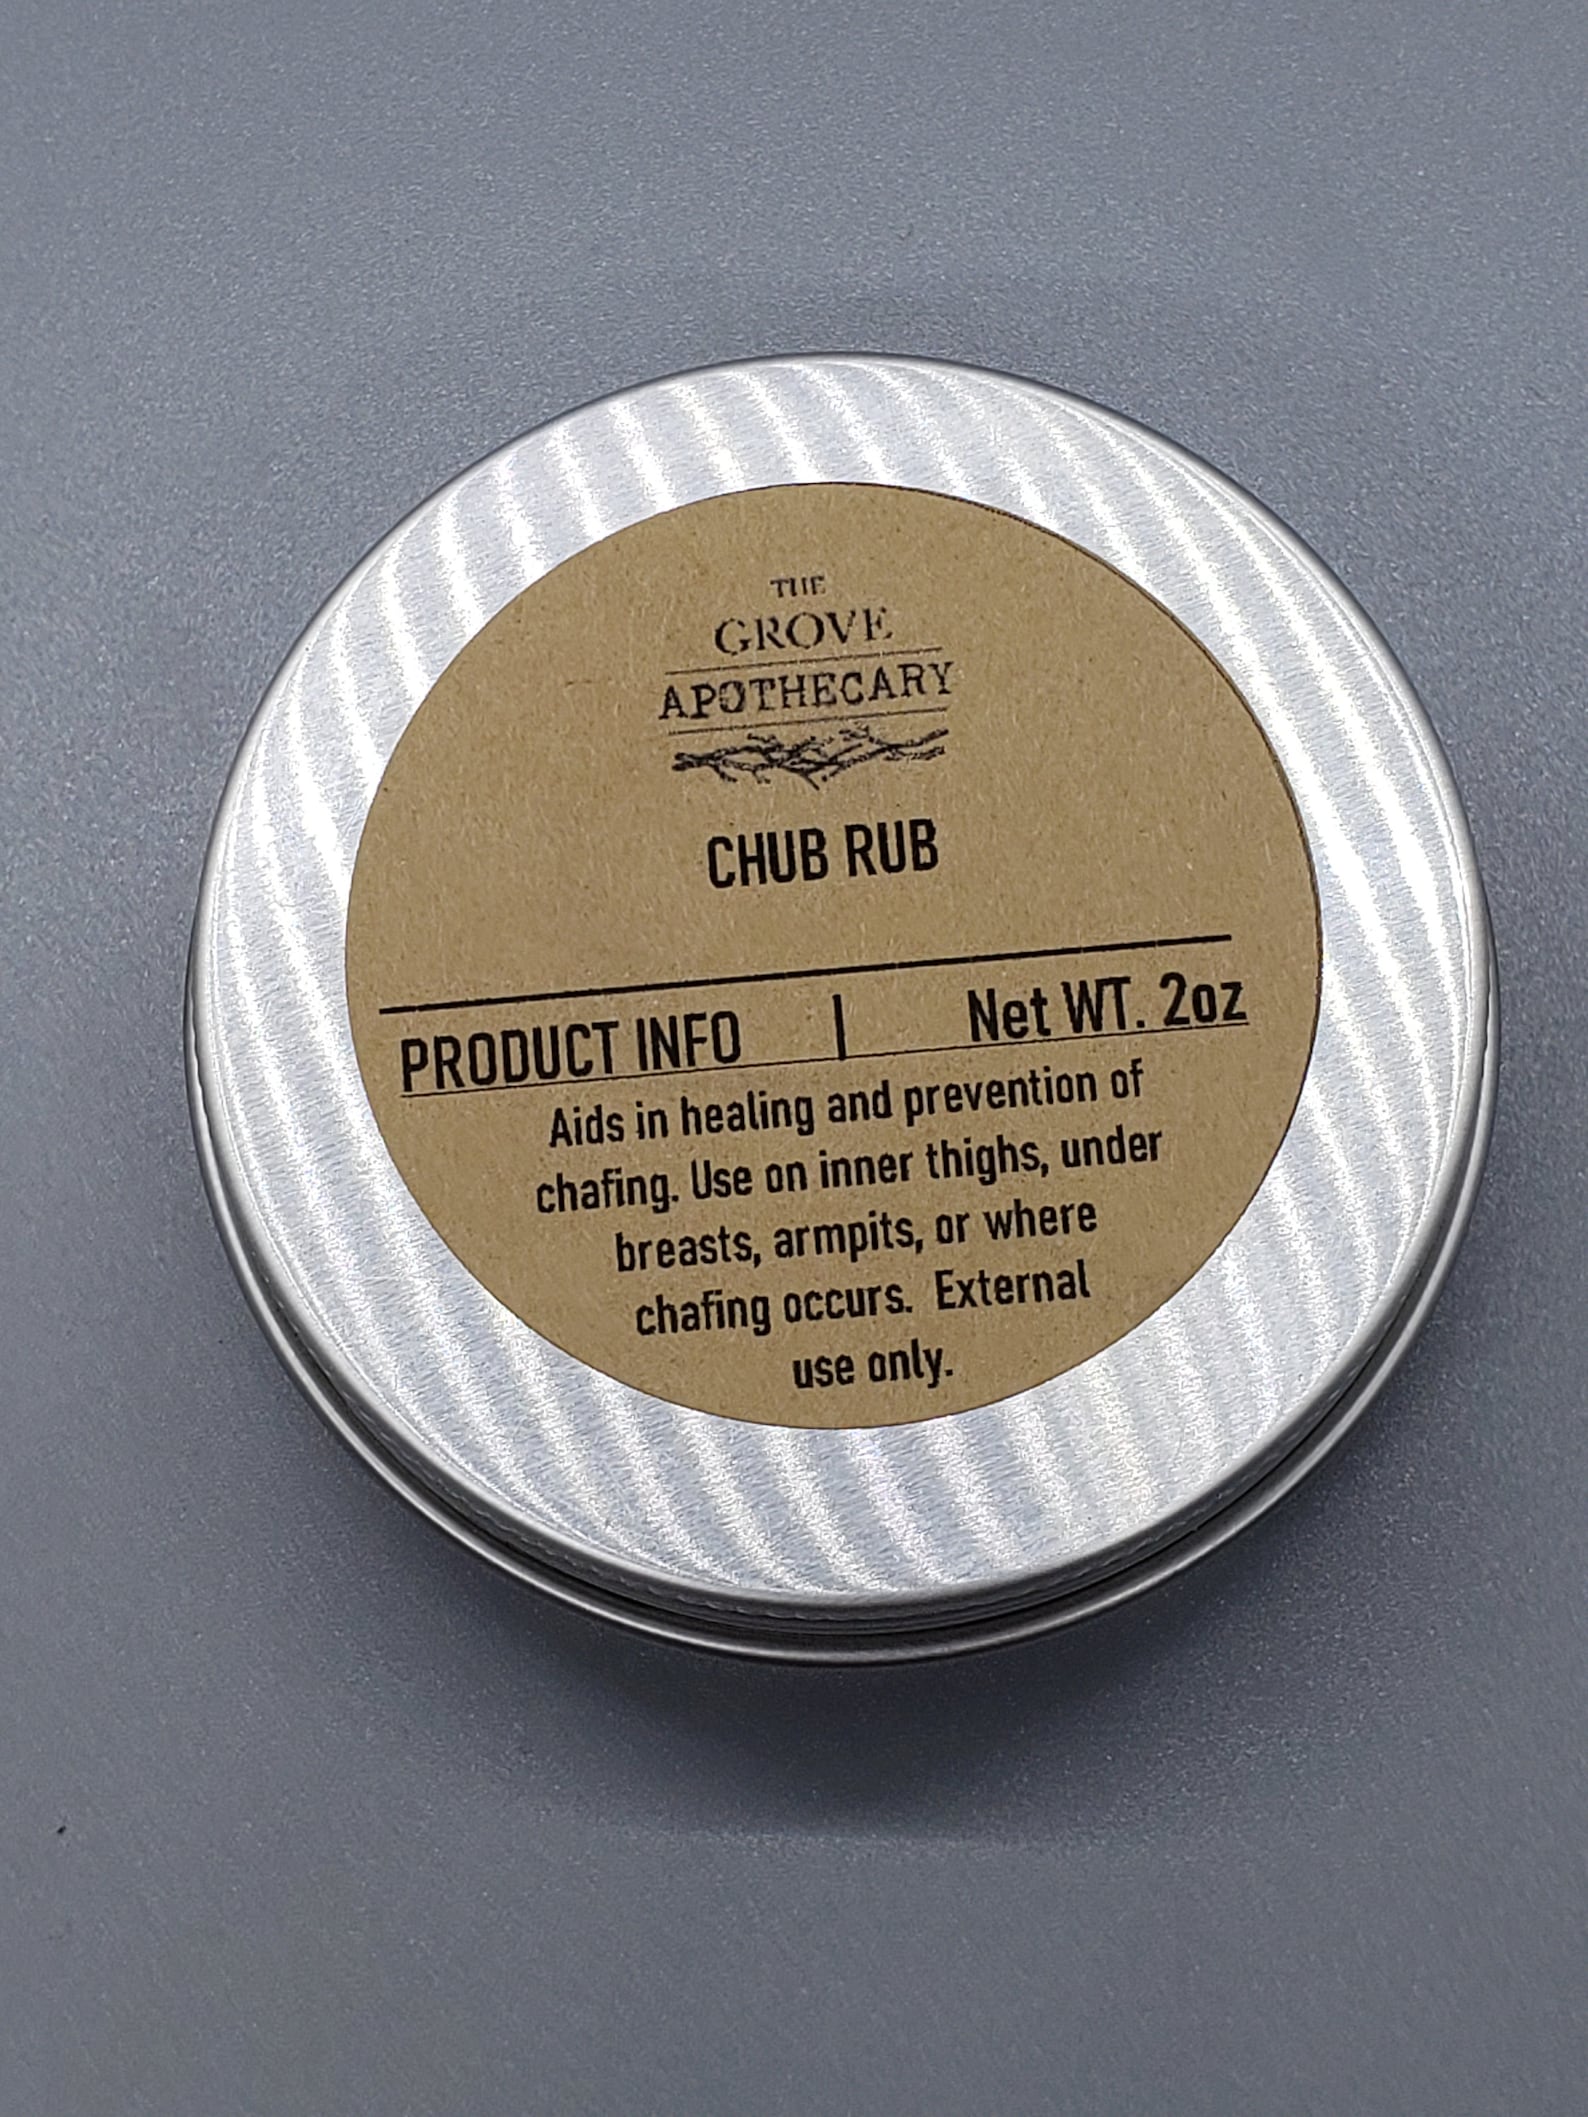 THE
GROVE
APOTHECARY
CHUB RUB
PRODUCT INFO | Net WT. 2oz
Aids in healing and prevention of
chafing. Use on inner thighs, under
breasts, armpits, or where
chafing occurs. External
use only.